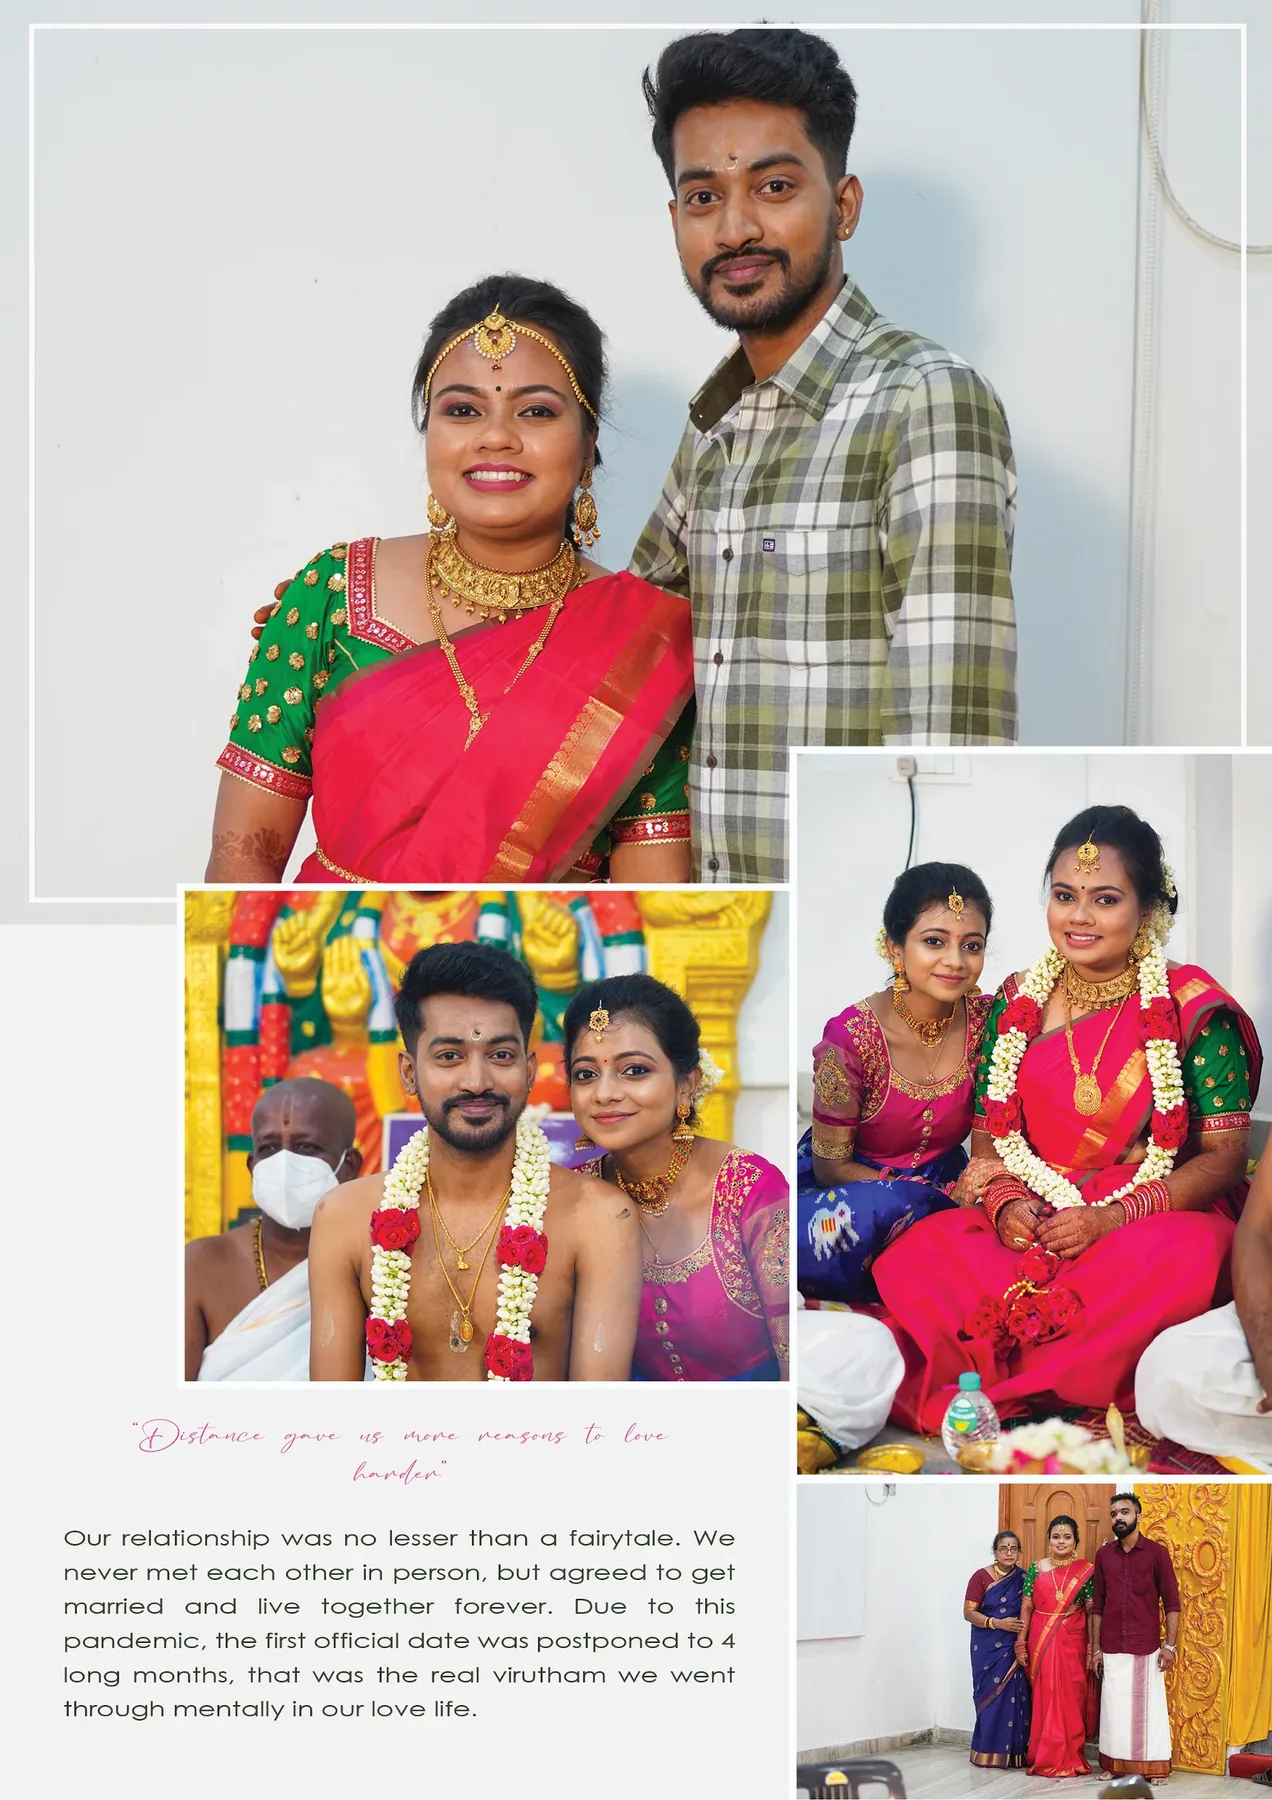 “Distance gave us more reasons to love
harder”
Our relationship was no lesser than a fairytale. We
never met each other in person, but agreed to get
married and live together forever. Due to this
pandemic, the first official date was postponed to 4
long months, that was the real virutham we went
through mentally in our love life.